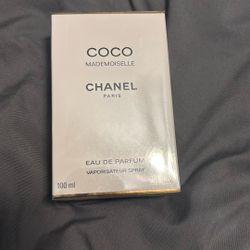 COCO
MADEMOISELLE
CHANEL
PARIS
EAU DE PARFUM
VAPORISATEUR SPRAY
100 ml